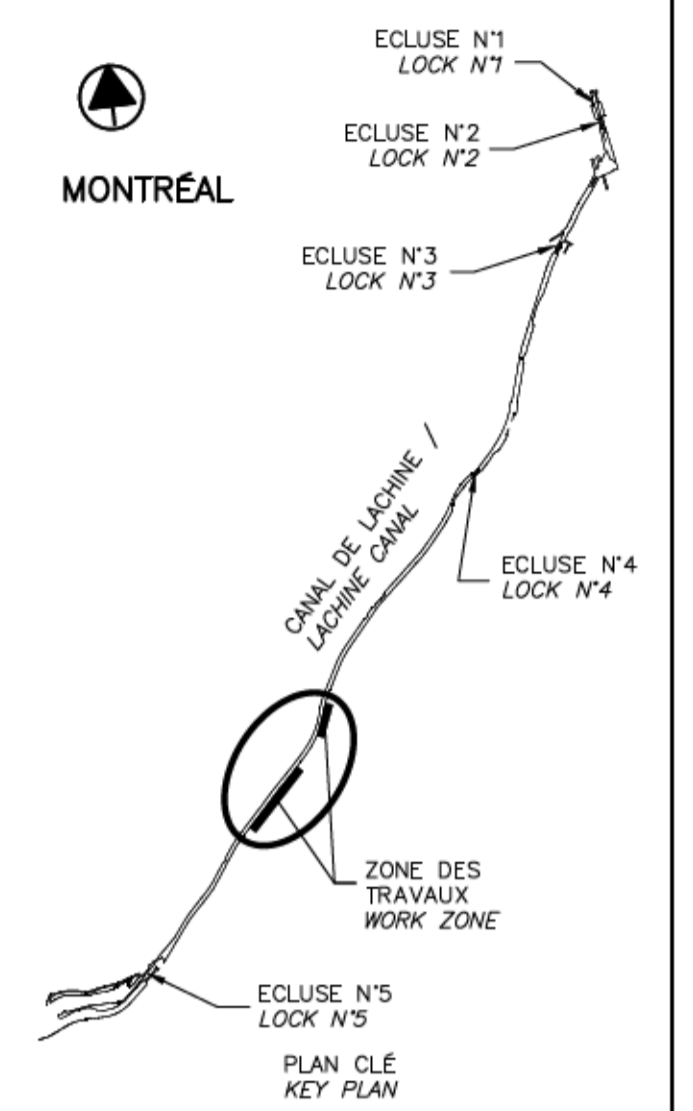 ECLUSE N°1
LOCK N°1
ECLUSE N°2
LOCK N°2
MONTRÉAL
ECLUSE N°3
LOCK N°3
CANAL DE LACHINE /
LACHINE CANAL
ECLUSE N°4
LOCK N°4
ZONE DES
TRAVAUX
WORK ZONE
ECLUSE N°5
LOCK N°5
PLAN CLÉ
KEY PLAN